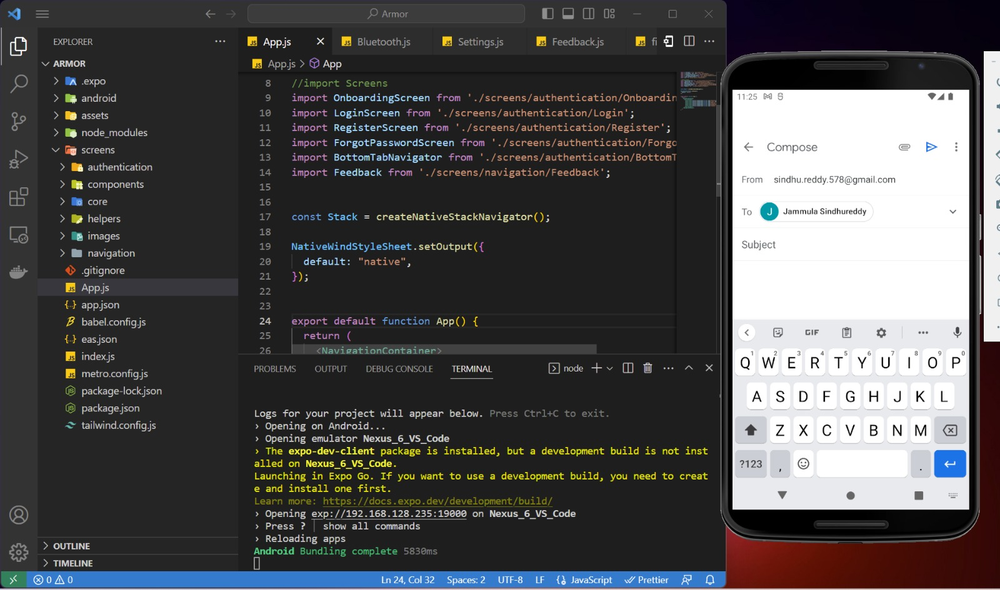 Armor
EXPLORER
ARMOR
.expo
android
assets
node_modules
screens
authentication
components
core
helpers
images
navigation
.gitignore
App.js
app.json
babel.config.js
eas.json
index.js
metro.config.js
package-lock.json
package.json
tailwind.config.js
OUTLINE
TIMELINE
App.js
Bluetooth.js
Settings.js
Feedback.js
fi
App.js > App
8 //import Screens
9 import OnboardingScreen from './screens/authentication/Onboardin
10 import LoginScreen from './screens/authentication/Login';
11 import RegisterScreen from './screens/authentication/Register';
12 import ForgotPasswordScreen from './screens/authentication/Forgo
13 import BottomTabNavigator from './screens/authentication/BottomT
14 import Feedback from './screens/navigation/Feedback';
15
16
17 const Stack = createNativeStackNavigator();
18
19 NativeWindStyleSheet.setOutput({
20 default: "native",
21 });
22
23
24 export default function App() {
25 return (
26 <NavigationContainer>
PROBLEMS OUTPUT DEBUG CONSOLE TERMINAL node
Logs for your project will appear below. Press Ctrl+C to exit.
› Opening on Android...
› Opening emulator Nexus_6_VS_Code
› The expo-dev-client package is installed, but a development build is not inst
alled on Nexus_6_VS_Code.
Launching in Expo Go. If you want to use a development build, you need to creat
e and install one first.
Learn more: https://docs.expo.dev/development/build/
› Opening exp://192.168.128.235:19000 on Nexus_6_VS_Code
› Press ? │ show all commands
› Reloading apps
Android Bundling complete 5830ms
0 0 Ln 24, Col 32 Spaces: 2 UTF-8 LF JavaScript Prettier
11:25
Compose
From sindhu.reddy.578@gmail.com
To J Jammula Sindhureddy
Subject
GIF
Q1 W2 E3 R4 T5 Y6 U7 I8 O9 P0
A S D F G H J K L
Z X C V B N M
?123 , .